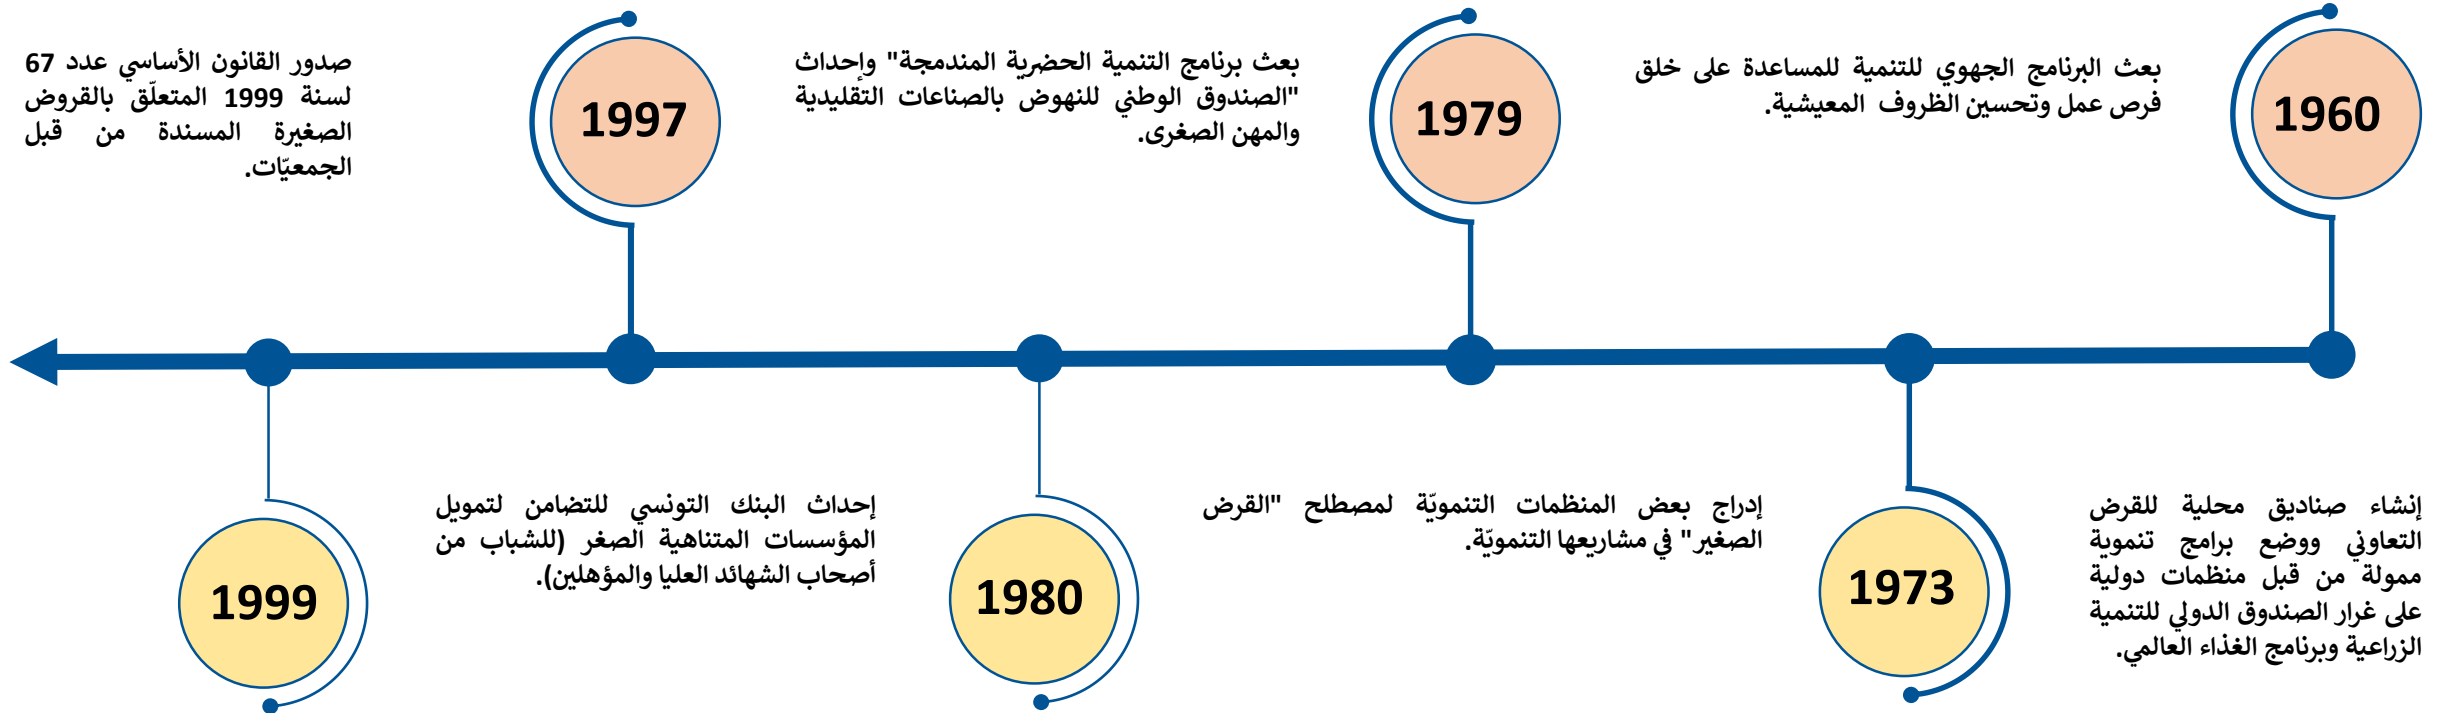 1960
بعث البرنامج الجهوي للتنمية للمساعدة على خلق
فرص عمل وتحسين الظروف المعيشية.
1979
بعث برنامج التنمية الحضرية المندمجة" وإحداث
"الصندوق الوطني للنهوض بالصناعات التقليدية
والمهن الصغرى.
1997
صدور القانون الأساسي عدد 67
لسنة 1999 المتعلّق بالقروض
الصغيرة المسندة من قبل
الجمعيّات.
إنشاء صناديق محلية للقرض
التعاوني ووضع برامج تنموية
ممولة من قبل منظمات دولية
على غرار الصندوق الدولي للتنمية
الزراعية وبرنامج الغذاء العالمي.
1973
إدراج بعض المنظمات التنمويّة لمصطلح "القرض
الصغير" في مشاريعها التنمويّة.
1980
إحداث البنك التونسي للتضامن لتمويل
المؤسسات المتناهية الصغر (للشباب من
أصحاب الشهائد العليا والمؤهلين).
1999